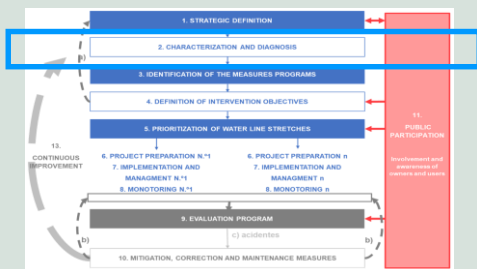 1. STRATEGIC DEFINITION
2. CHARACTERIZATION AND DIAGNOSIS
a)
3. IDENTIFICATION OF THE MEASURES PROGRAMS
4. DEFINITION OF INTERVENTION OBJECTIVES
5. PRIORITIZATION OF WATER LINE STRETCHES
6. PROJECT PREPARATION N.º1
7. IMPLEMENTATION AND
MANAGMENT N.º1
8. MONOTORING N.º1
6. PROJECT PREPARATION n
7. IMPLEMENTATION AND
MANAGMENT n
8. MONOTORING n
9. EVALUATION PROGRAM
c) acidentes
b)
b)
10. MITIGATION, CORRECTION AND MAINTENANCE MEASURES
11.
PUBLIC
PARTICIPATION
Involvement and
awareness of
owners and users
13.
CONTINUOUS
IMPROVEMENT